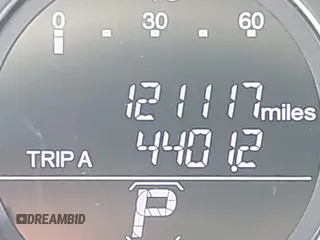 0 30 60
121117 miles
TRIP A 4401.2
P
DREAMBID